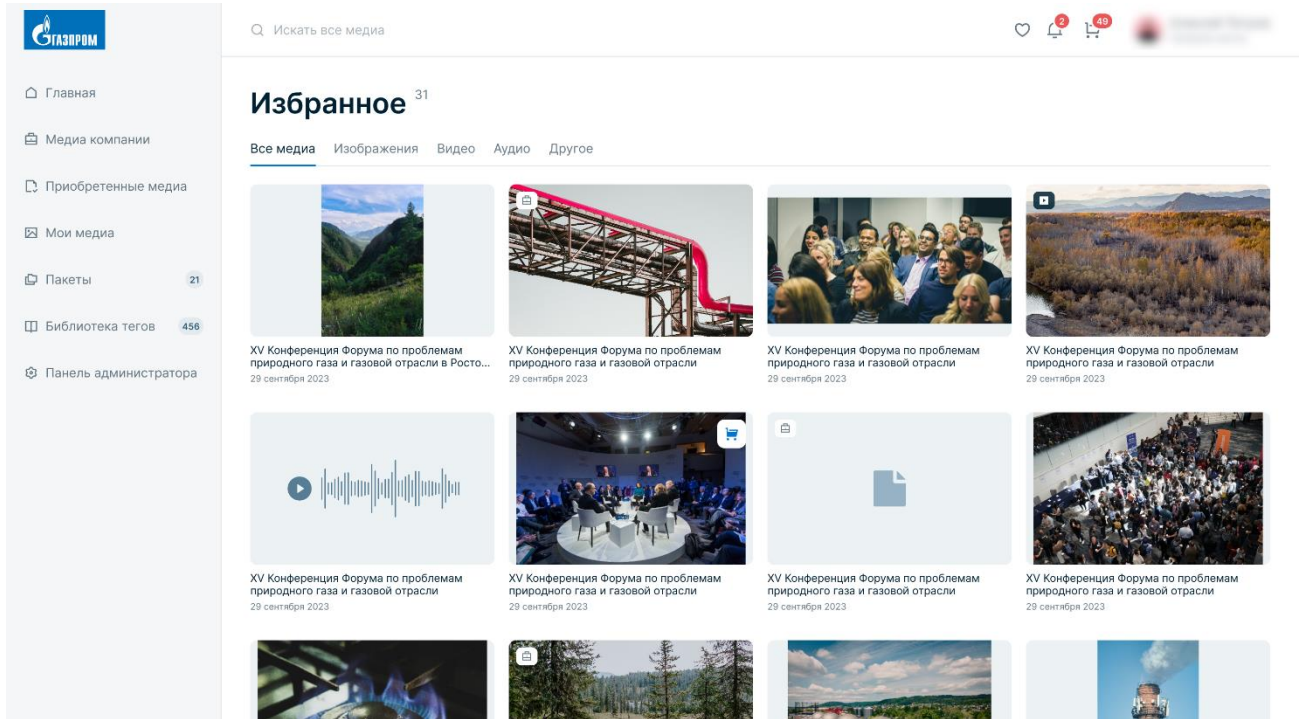 ГАЗПРОМ
Искать все медиа
2
49
Главная
Медиа компании
Приобретенные медиа
Мои медиа
Пакеты 21
Библиотека тегов 456
Панель администратора
Избранное 31
Все медиа Изображения Видео Аудио Другое
XV Конференция Форума по проблемам
природного газа и газовой отрасли в Росто...
29 сентября 2023
XV Конференция Форума по проблемам
природного газа и газовой отрасли
29 сентября 2023
XV Конференция Форума по проблемам
природного газа и газовой отрасли
29 сентября 2023
XV Конференция Форума по проблемам
природного газа и газовой отрасли
29 сентября 2023
XV Конференция Форума по проблемам
природного газа и газовой отрасли
29 сентября 2023
XV Конференция Форума по проблемам
природного газа и газовой отрасли
29 сентября 2023
XV Конференция Форума по проблемам
природного газа и газовой отрасли
29 сентября 2023
XV Конференция Форума по проблемам
природного газа и газовой отрасли
29 сентября 2023